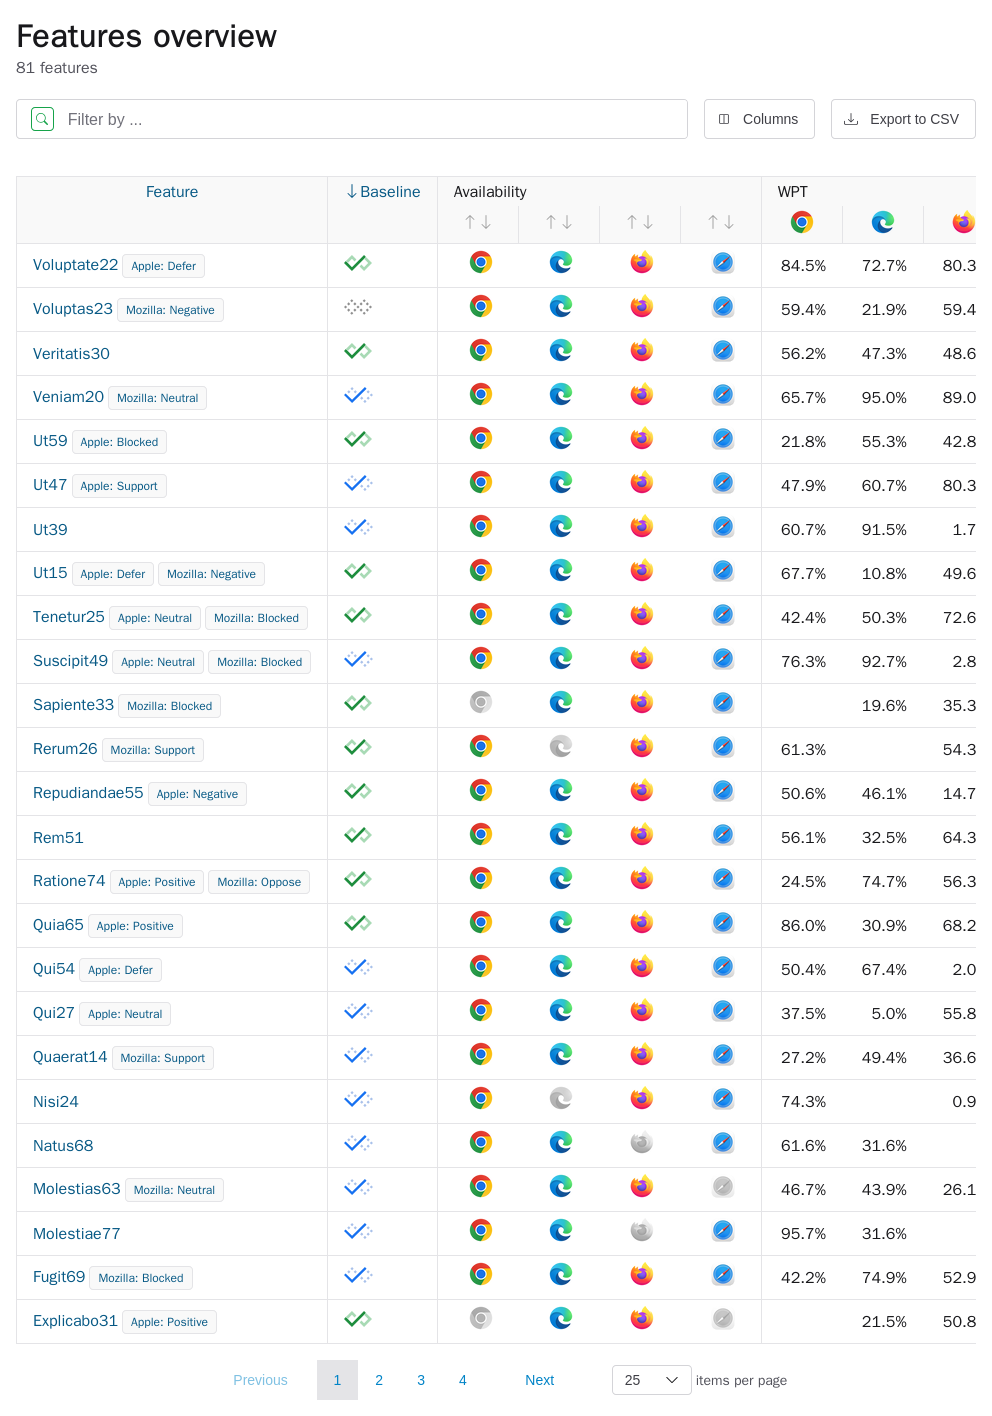 Features overview
81 features
Filter by ...
Columns
Export to CSV
Feature Baseline Availability WPT
Voluptate22 Apple: Defer 84.5% 72.7% 80.3
Voluptas23 Mozilla: Negative 59.4% 21.9% 59.4
Veritatis30 56.2% 47.3% 48.6
Veniam20 Mozilla: Neutral 65.7% 95.0% 89.0
Ut59 Apple: Blocked 21.8% 55.3% 42.8
Ut47 Apple: Support 47.9% 60.7% 80.3
Ut39 60.7% 91.5% 1.7
Ut15 Apple: Defer Mozilla: Negative 67.7% 10.8% 49.6
Tenetur25 Apple: Neutral Mozilla: Blocked 42.4% 50.3% 72.6
Suscipit49 Apple: Neutral Mozilla: Blocked 76.3% 92.7% 2.8
Sapiente33 Mozilla: Blocked 19.6% 35.3
Rerum26 Mozilla: Support 61.3% 54.3
Repudiandae55 Apple: Negative 50.6% 46.1% 14.7
Rem51 56.1% 32.5% 64.3
Ratione74 Apple: Positive Mozilla: Oppose 24.5% 74.7% 56.3
Quia65 Apple: Positive 86.0% 30.9% 68.2
Qui54 Apple: Defer 50.4% 67.4% 2.0
Qui27 Apple: Neutral 37.5% 5.0% 55.8
Quaerat14 Mozilla: Support 27.2% 49.4% 36.6
Nisi24 74.3% 0.9
Natus68 61.6% 31.6%
Molestias63 Mozilla: Neutral 46.7% 43.9% 26.1
Molestiae77 95.7% 31.6%
Fugit69 Mozilla: Blocked 42.2% 74.9% 52.9
Explicabo31 Apple: Positive 21.5% 50.8
Previous 1 2 3 4 Next 25 items per page